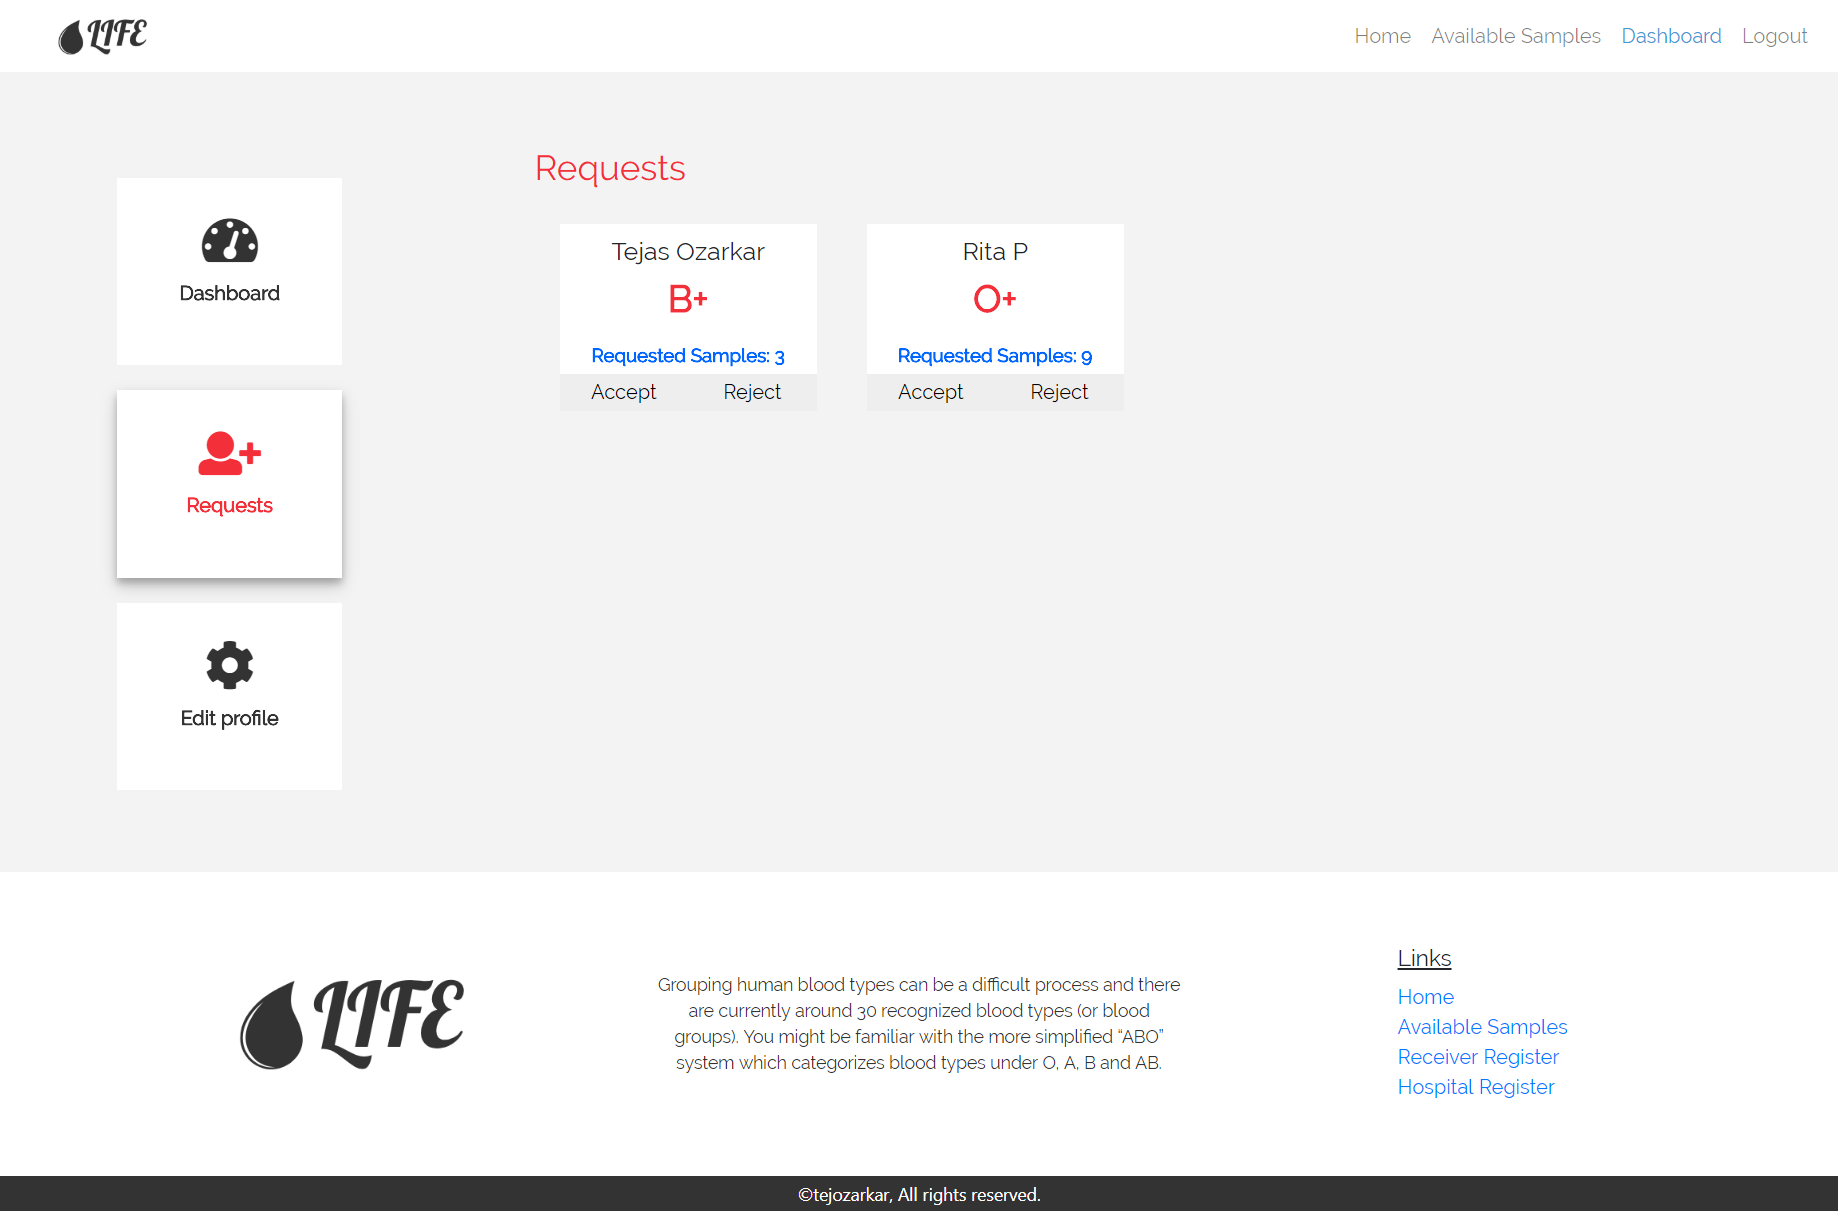 LIFE
Home Available Samples Dashboard Logout
Dashboard
Requests
Edit profile
Requests
Tejas Ozarkar
B+
Requested Samples: 3
Accept Reject
Rita P
O+
Requested Samples: 9
Accept Reject
LIFE
Grouping human blood types can be a difficult process and there
are currently around 30 recognized blood types (or blood
groups). You might be familiar with the more simplified “ABO”
system which categorizes blood types under O, A, B and AB.
Links
Home
Available Samples
Receiver Register
Hospital Register
©tejozarkar, All rights reserved.